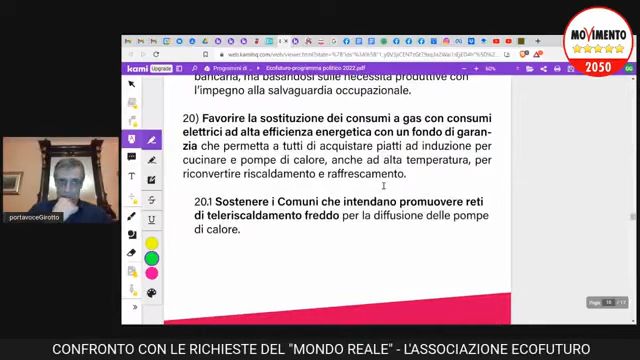 MOVIMENTO
2050
Ecofuturo-programma politico 2022.pdf
kami
Upgrade
Programmi di ...
60%
bancaria, ma basandosi sulle necessità produttive con
l'impegno alla salvaguardia occupazionale.
20) Favorire la sostituzione dei consumi a gas con consumi
elettrici ad alta efficienza energetica con un fondo di garan-
zia che permetta a tutti di acquistare piatti ad induzione per
cucinare e pompe di calore, anche ad alta temperatura, per
riconvertire riscaldamento e raffrescamento.
20.1 Sostenere i Comuni che intendano promuovere reti
di teleriscaldamento freddo per la diffusione delle pompe
di calore.
portavoceGirotto
CONFRONTO CON LE RICHIESTE DEL "MONDO REALE" - L'ASSOCIAZIONE ECOFUTURO